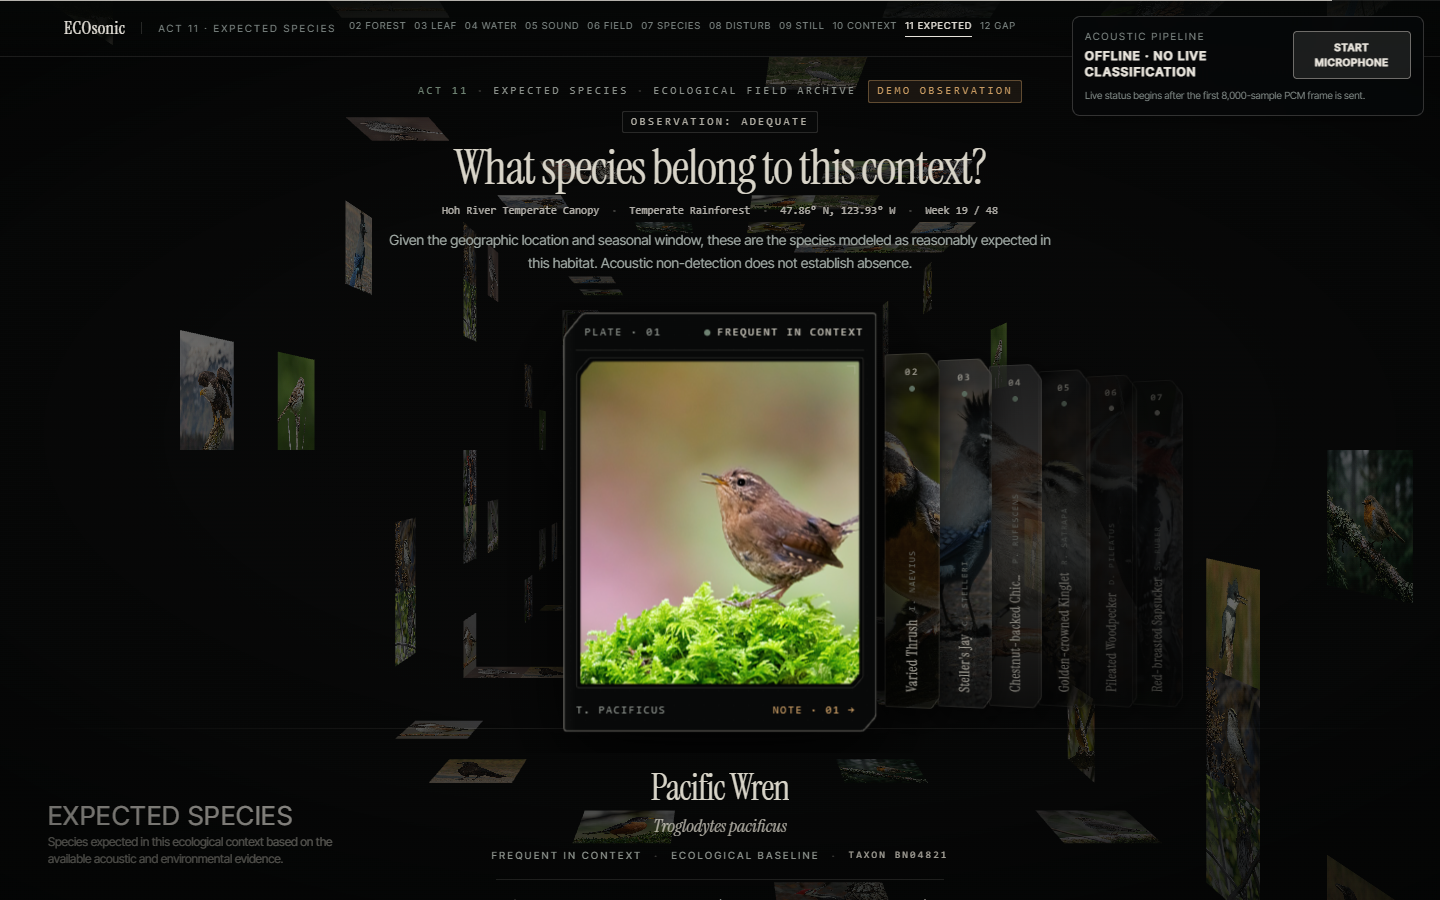 ECOsonic
ACT 11 · EXPECTED SPECIES
02 FOREST 03 LEAF 04 WATER 05 SOUND 06 FIELD 07 SPECIES 08 DISTURB 09 STILL 10 CONTEXT 11 EXPECTED 12 GAP
ACOUSTIC PIPELINE
OFFLINE · NO LIVE
CLASSIFICATION
START
MICROPHONE
Live status begins after the first 8,000-sample PCM frame is sent.
ACT 11 · EXPECTED SPECIES · ECOLOGICAL FIELD ARCHIVE DEMO OBSERVATION
OBSERVATION: ADEQUATE
What species belong to this context?
Hoh River Temperate Canopy · Temperate Rainforest · 47.86° N, 123.93° W · Week 19 / 48
Given the geographic location and seasonal window, these are the species modeled as reasonably expected in
this habitat. Acoustic non-detection does not establish absence.
PLATE · 01
FREQUENT IN CONTEXT
T. PACIFICUS
NOTE · 01 →
02
Varied Thrush I. NAEVIUS
03
Steller's Jay C. STELLERI
04
Chestnut-backed Chic… P. RUFESCENS
05
Golden-crowned Kinglet R. SATRAPA
06
Pileated Woodpecker D. PILEATUS
07
Red-breasted Sapsucker
Pacific Wren
Troglodytes pacificus
FREQUENT IN CONTEXT · ECOLOGICAL BASELINE · TAXON BN04821
EXPECTED SPECIES
Species expected in this ecological context based on the
available acoustic and environmental evidence.